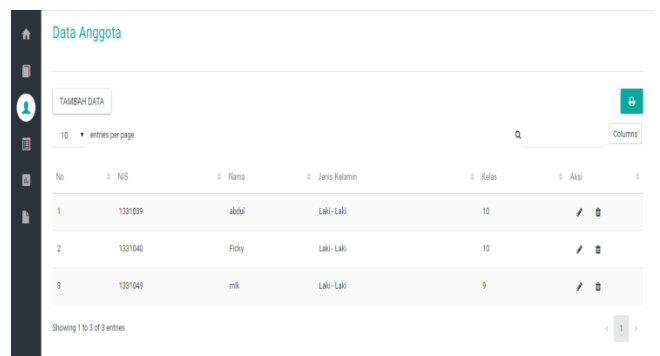 Data Anggota
TAMBAH DATA
10 entries per page Columns
No NIS Nama Jenis Kelamin Kelas Aksi
1 1331039 abdul Laki - Laki 10
2 1331040 Ficky Laki - Laki 10
3 1331049 mlk Laki - Laki 9
Showing 1 to 3 of 3 entries < 1 >